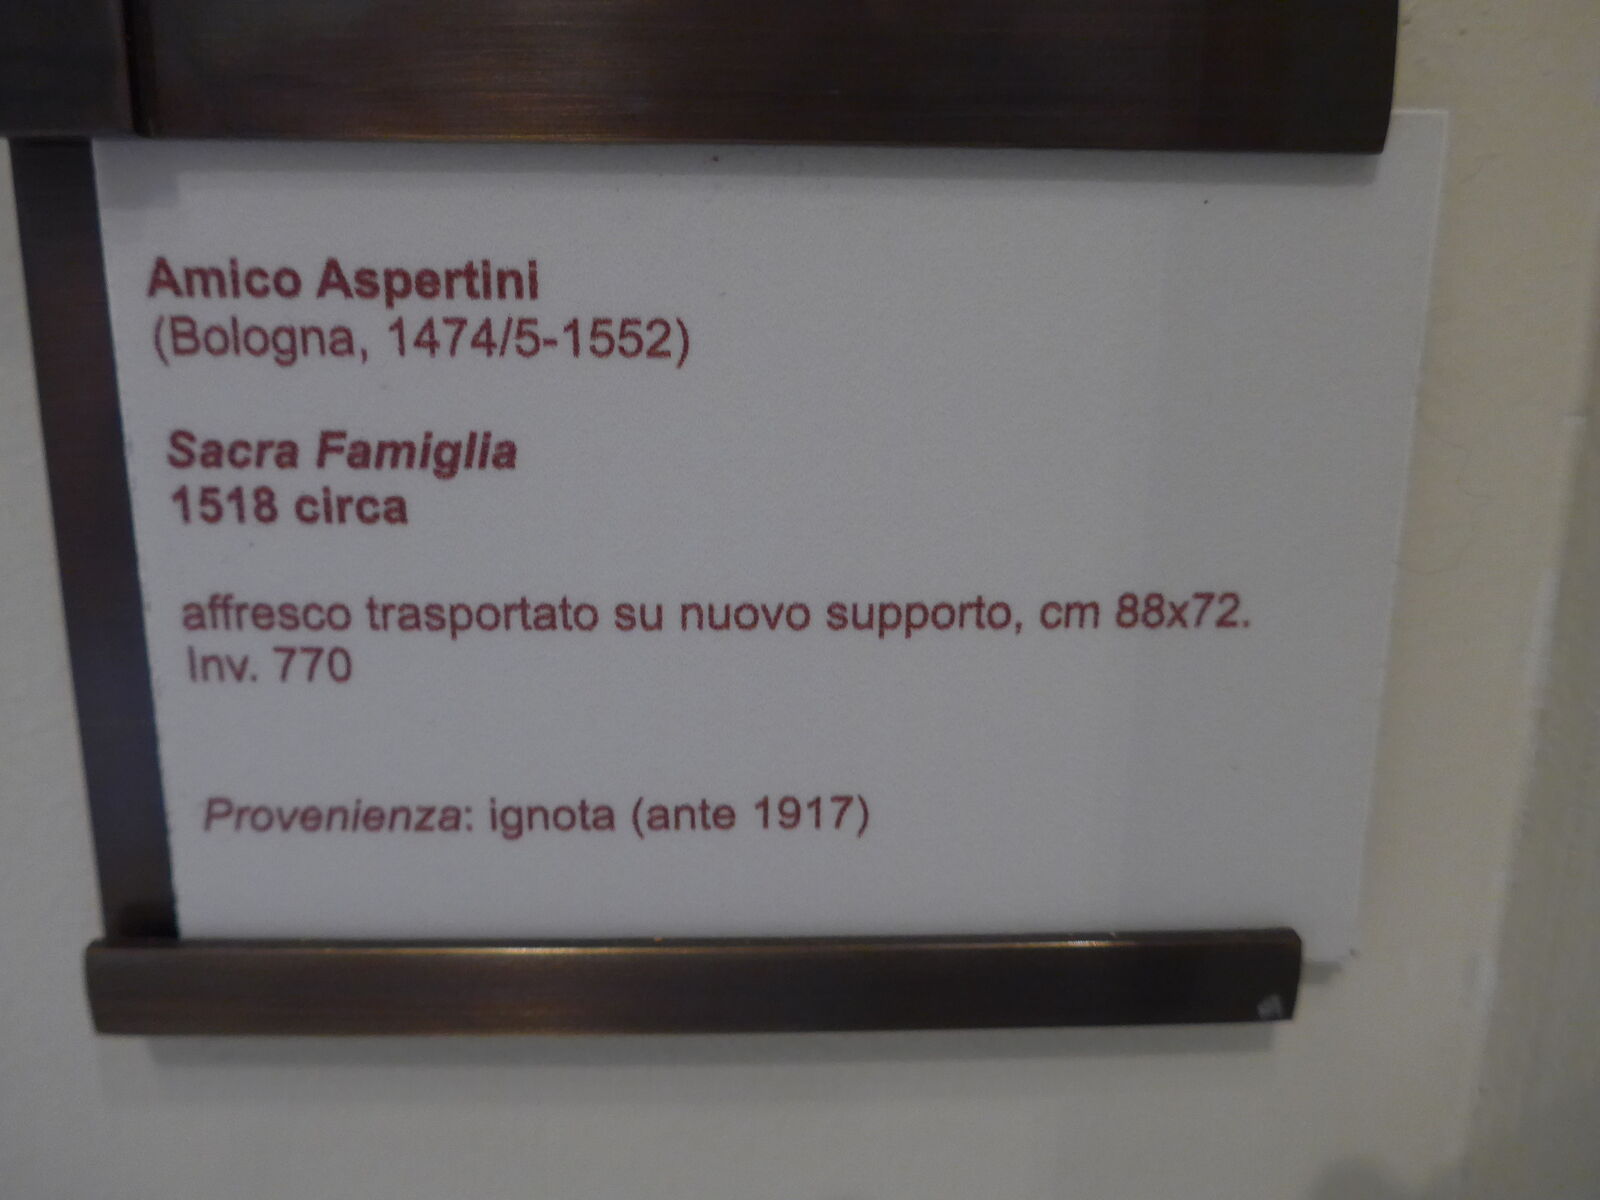 Amico Aspertini
(Bologna, 1474/5-1552)
Sacra Famiglia
1518 circa
affresco trasportato su nuovo supporto, cm 88x72.
Inv. 770
Provenienza: ignota (ante 1917)